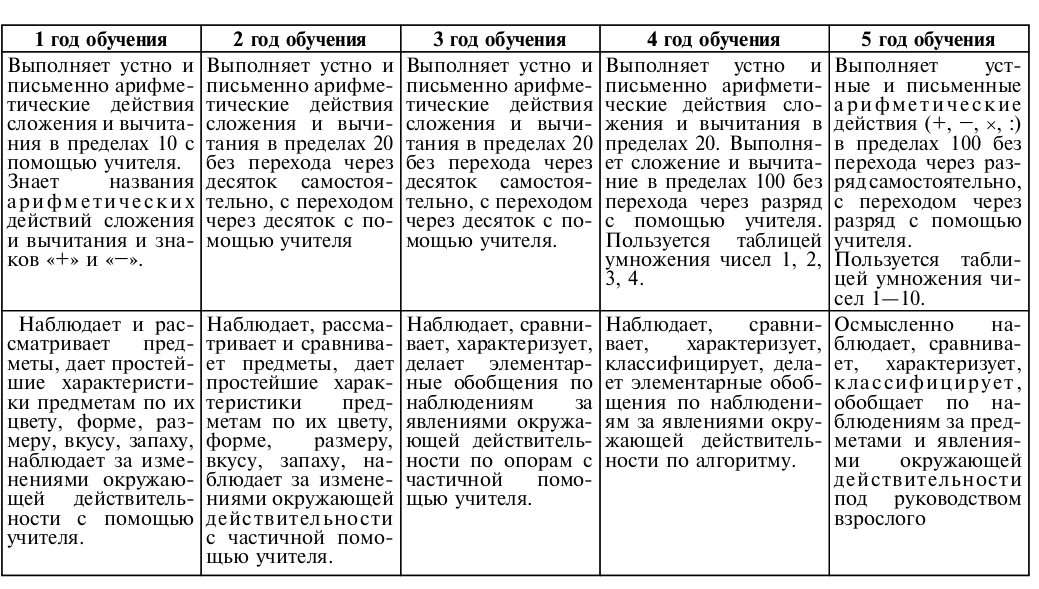 1 год обучения
Выполняет устно и
письменно арифме-
тические действия
сложения и вычита-
ния в пределах 10 с
помощью учителя.
Знает названия
арифметических
действий сложения
и вычитания и зна-
ков «+» и «−».
2 год обучения
Выполняет устно и
письменно арифме-
тические действия
сложения и вычи-
тания в пределах 20
без перехода через
десяток самостоя-
тельно, с переходом
через десяток с по-
мощью учителя
3 год обучения
Выполняет устно и
письменно арифме-
тические действия
сложения и вычи-
тания в пределах 20
без перехода через
десяток самостоя-
тельно, с переходом
через десяток с по-
мощью учителя.
4 год обучения
Выполняет устно и
письменно арифмети-
ческие действия сло-
жения и вычитания в
пределах 20. Выполня-
ет сложение и вычита-
ние в пределах 100 без
перехода через разряд
с помощью учителя.
Пользуется таблицей
умножения чисел 1, 2,
3, 4.
5 год обучения
Выполняет уст-
ные и письменные
арифметические
действия (+, −, ×, :)
в пределах 100 без
перехода через раз-
ряд самостоятельно,
с переходом через
разряд с помощью
учителя.
Пользуется табли-
цей умножения чи-
сел 1—10.
Наблюдает и рас-
сматривает пред-
меты, дает простей-
шие характеристи-
ки предметам по их
цвету, форме, раз-
меру, вкусу, запаху,
наблюдает за изме-
нениями окружаю-
щей действитель-
ности с помощью
учителя.
Наблюдает, рассма-
тривает и сравнива-
ет предметы, дает
простейшие харак-
теристики пред-
метам по их цвету,
форме, размеру,
вкусу, запаху, на-
блюдает за измене-
ниями окружающей
действительности
с частичной помо-
щью учителя.
Наблюдает, сравни-
вает, характеризует,
делает элементар-
ные обобщения по
наблюдениям за
явлениями окружа-
ющей действитель-
ности по опорам с
частичной помо-
щью учителя.
Наблюдает, сравни-
вает, характеризует,
классифицирует, дела-
ет элементарные обоб-
щения по наблюдени-
ям за явлениями окру-
жающей действитель-
ности по алгоритму.
Осмысленно на-
блюдает, сравнива-
ет, характеризует,
классифицирует,
обобщает по на-
блюдениям за пред-
метами и явления-
ми окружающей
действительности
под руководством
взрослого